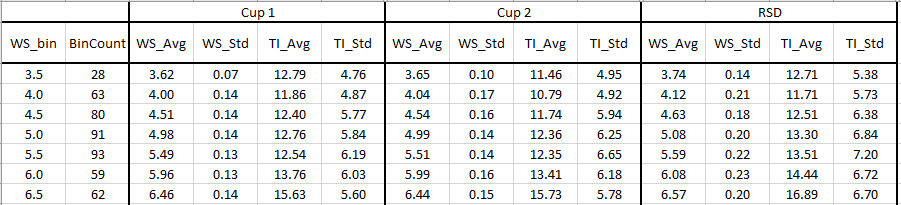 Cup 1 Cup 2 RSD
WS_bin BinCount WS_Avg WS_Std TI_Avg TI_Std WS_Avg WS_Std TI_Avg TI_Std WS_Avg WS_Std TI_Avg TI_Std
3.5 28 3.62 0.07 12.79 4.76 3.65 0.10 11.46 4.95 3.74 0.14 12.71 5.38
4.0 63 4.00 0.14 11.86 4.87 4.04 0.17 10.79 4.92 4.12 0.21 11.71 5.73
4.5 80 4.51 0.14 12.40 5.77 4.54 0.16 11.74 5.94 4.63 0.18 12.51 6.38
5.0 91 4.98 0.14 12.76 5.84 4.99 0.14 12.36 6.25 5.08 0.20 13.30 6.84
5.5 93 5.49 0.13 12.54 6.19 5.51 0.14 12.35 6.65 5.59 0.22 13.51 7.20
6.0 59 5.96 0.13 13.76 6.03 5.99 0.16 13.41 6.18 6.08 0.23 14.44 6.72
6.5 62 6.46 0.14 15.63 5.60 6.44 0.15 15.73 5.78 6.57 0.20 16.89 6.70